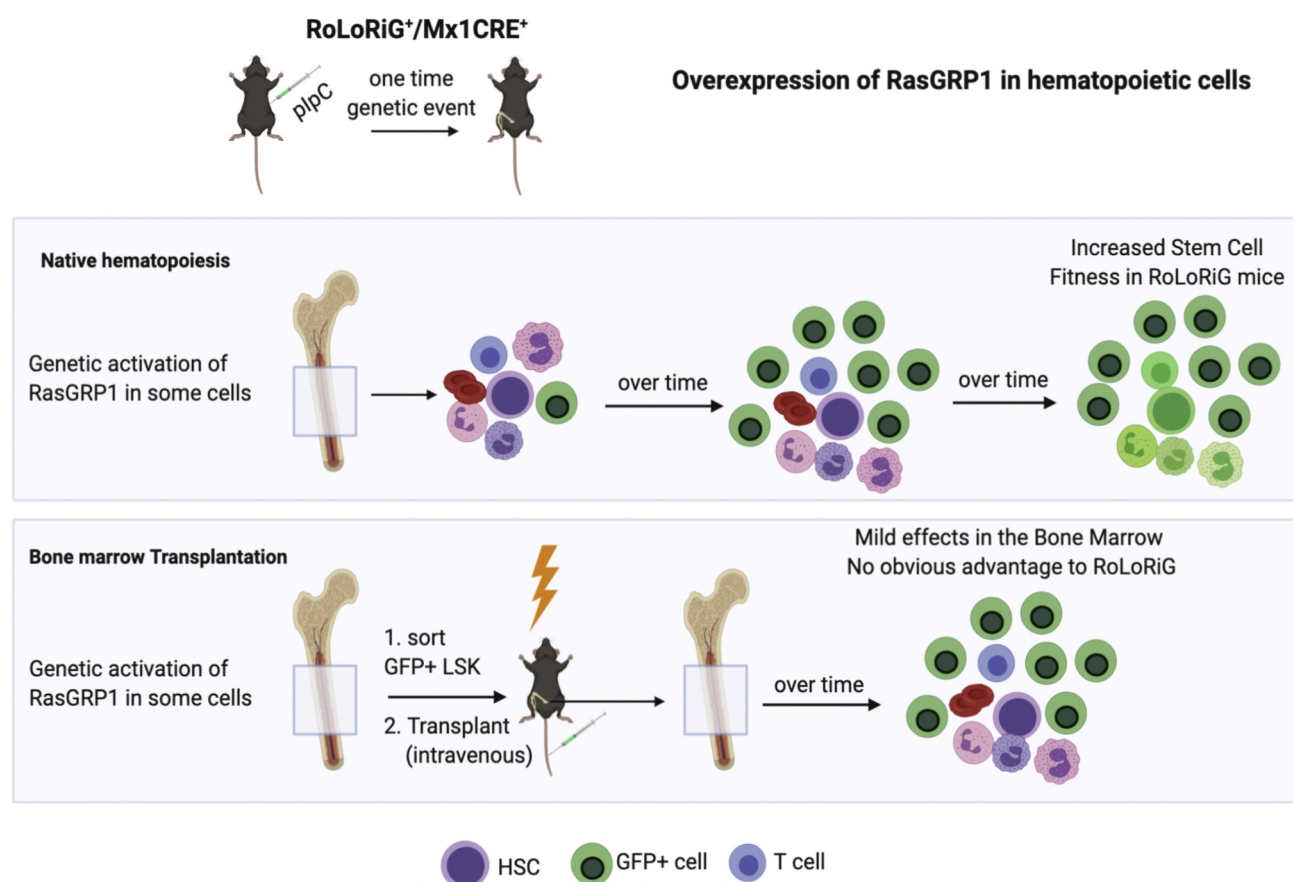 RoLoRiG⁺/Mx1CRE⁺
pIpC
one time
genetic event
Overexpression of RasGRP1 in hematopoietic cells
Native hematopoiesis
Increased Stem Cell
Fitness in RoLoRiG mice
Genetic activation of
RasGRP1 in some cells
over time
over time
Bone marrow Transplantation
Mild effects in the Bone Marrow
No obvious advantage to RoLoRiG
Genetic activation of
RasGRP1 in some cells
1. sort
GFP+ LSK
2. Transplant
(intravenous)
over time
HSC
GFP+ cell
T cell